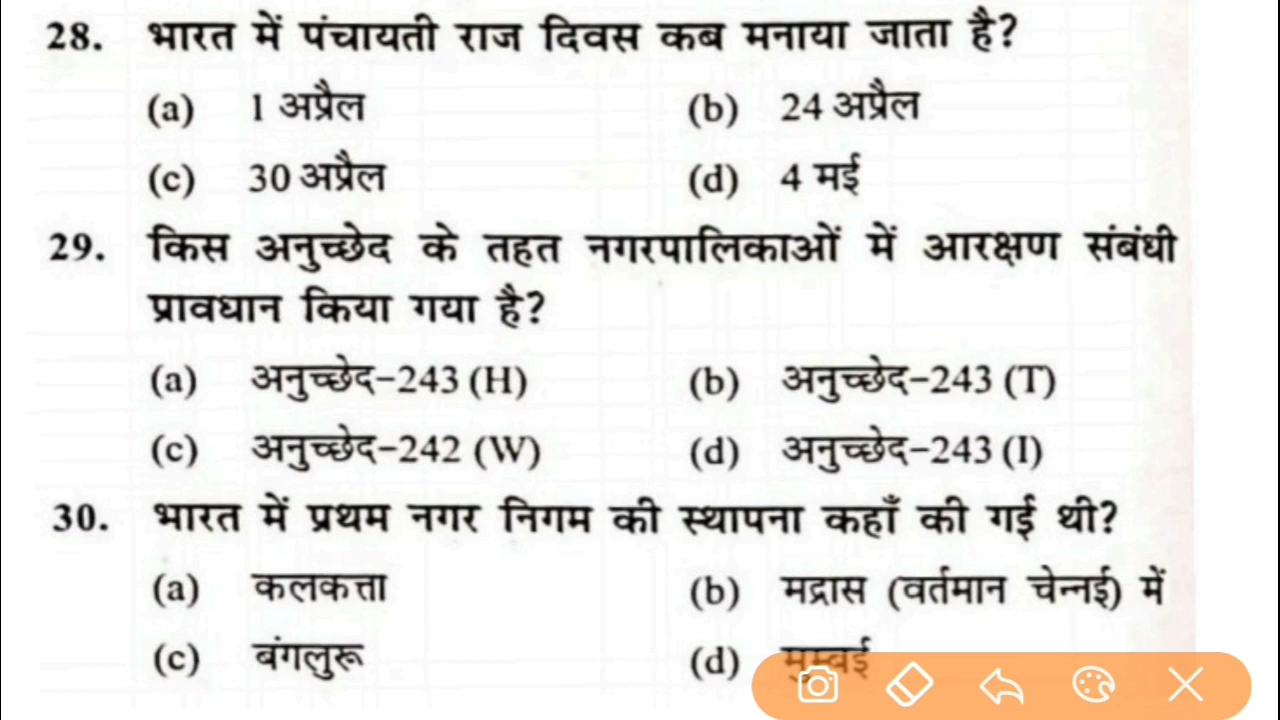 28. भारत में पंचायती राज दिवस कब मनाया जाता है?
(a) 1 अप्रैल (b) 24 अप्रैल
(c) 30 अप्रैल (d) 4 मई
29. किस अनुच्छेद के तहत नगरपालिकाओं में आरक्षण संबंधी
प्रावधान किया गया है?
(a) अनुच्छेद-243 (H) (b) अनुच्छेद-243 (T)
(c) अनुच्छेद-242 (W) (d) अनुच्छेद-243 (I)
30. भारत में प्रथम नगर निगम की स्थापना कहाँ की गई थी?
(a) कलकत्ता (b) मद्रास (वर्तमान चेन्नई) में
(c) बंगलुरू (d) मुम्बई